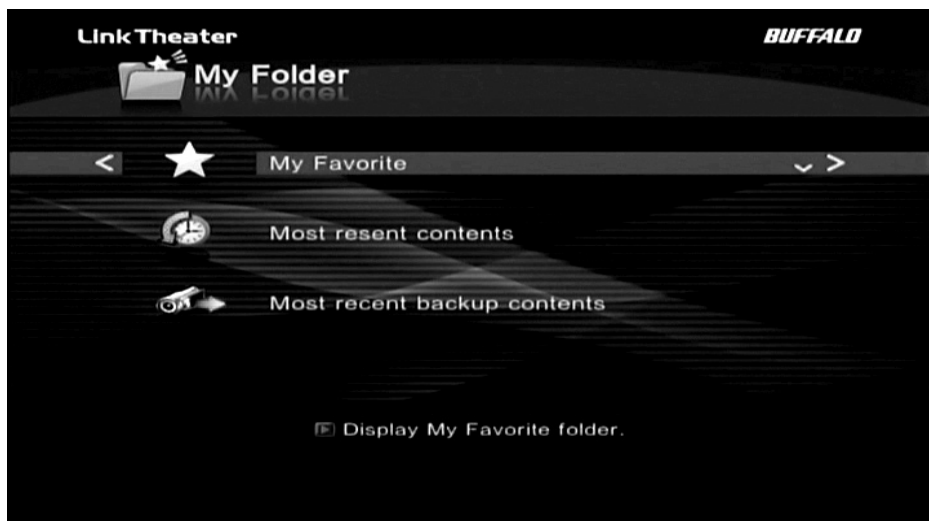 LinkTheater
BUFFALO
My Folder
My Favorite
Most resent contents
Most recent backup contents
Display My Favorite folder.